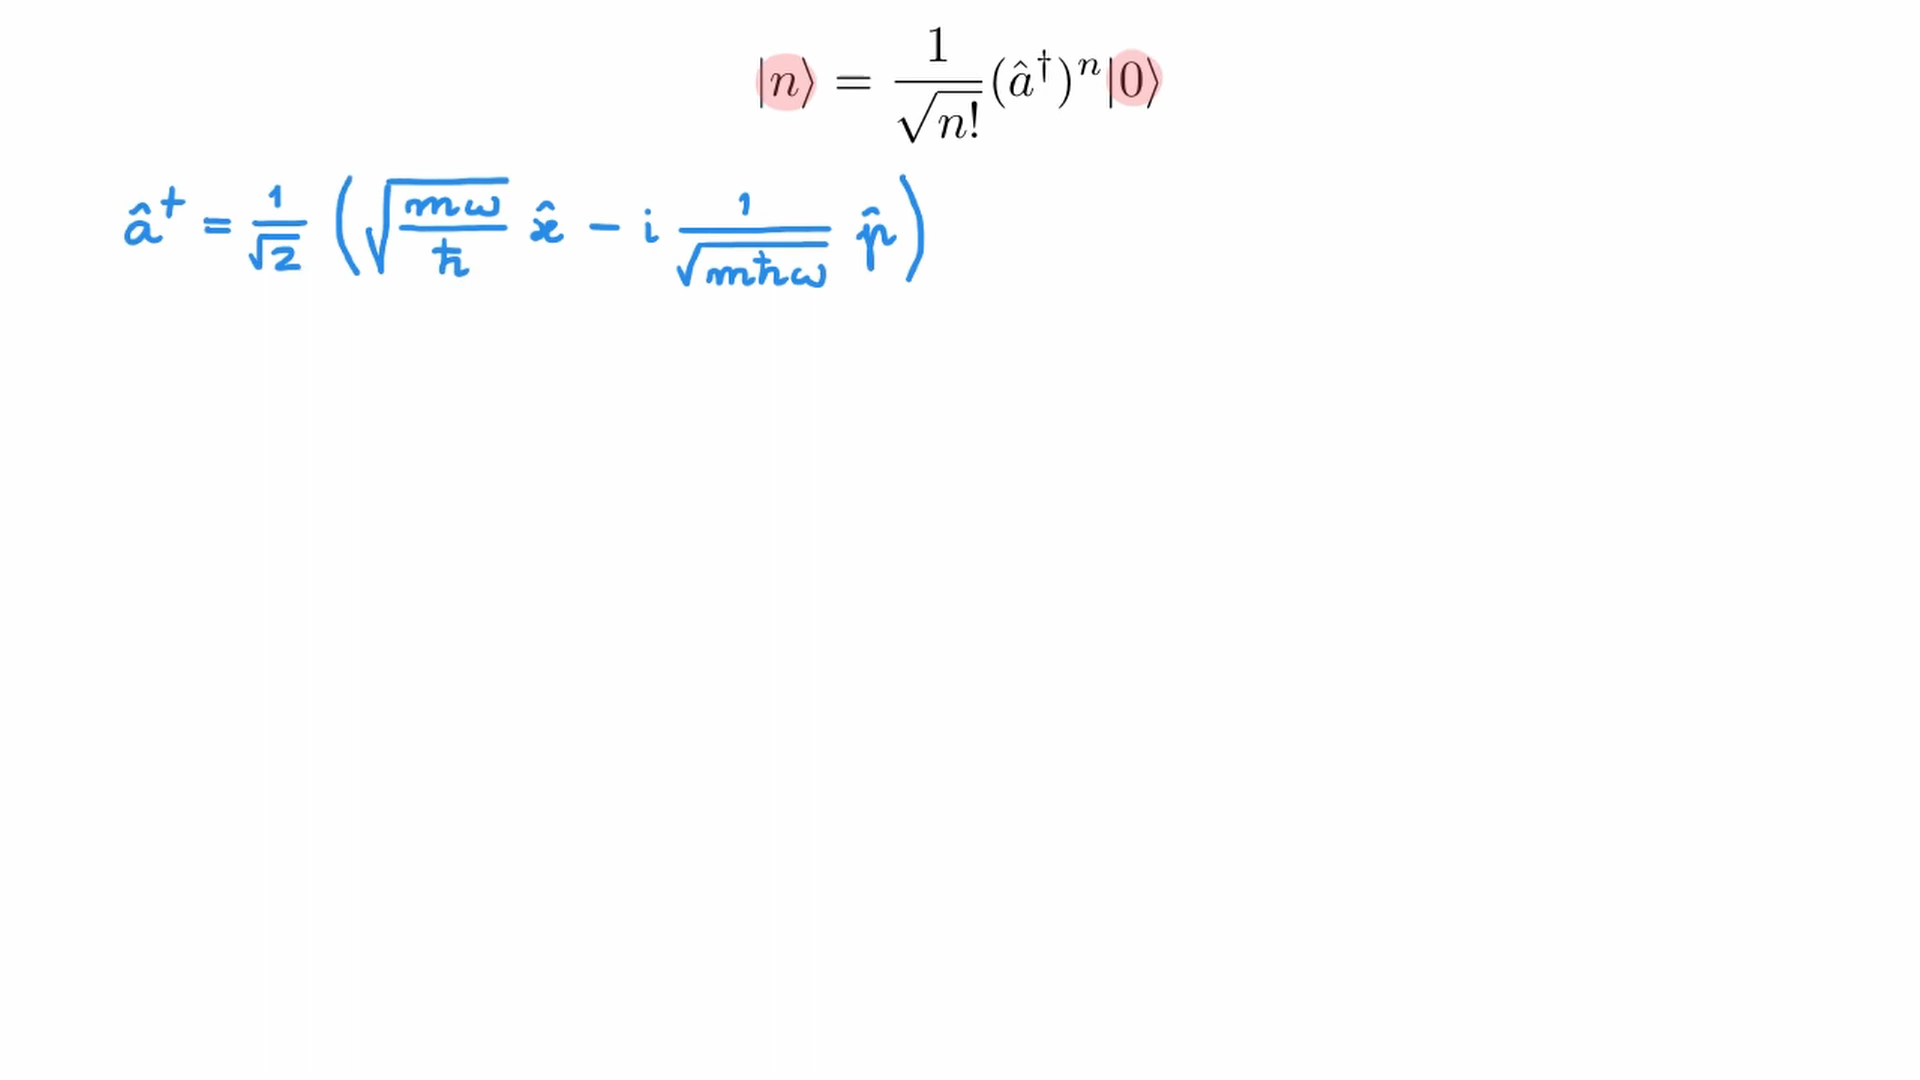 |n⟩ = 1/√n! (â†)ⁿ|0⟩
â† = 1/√2 (√(mω/ħ) x̂ − i 1/√(mħω) p̂)